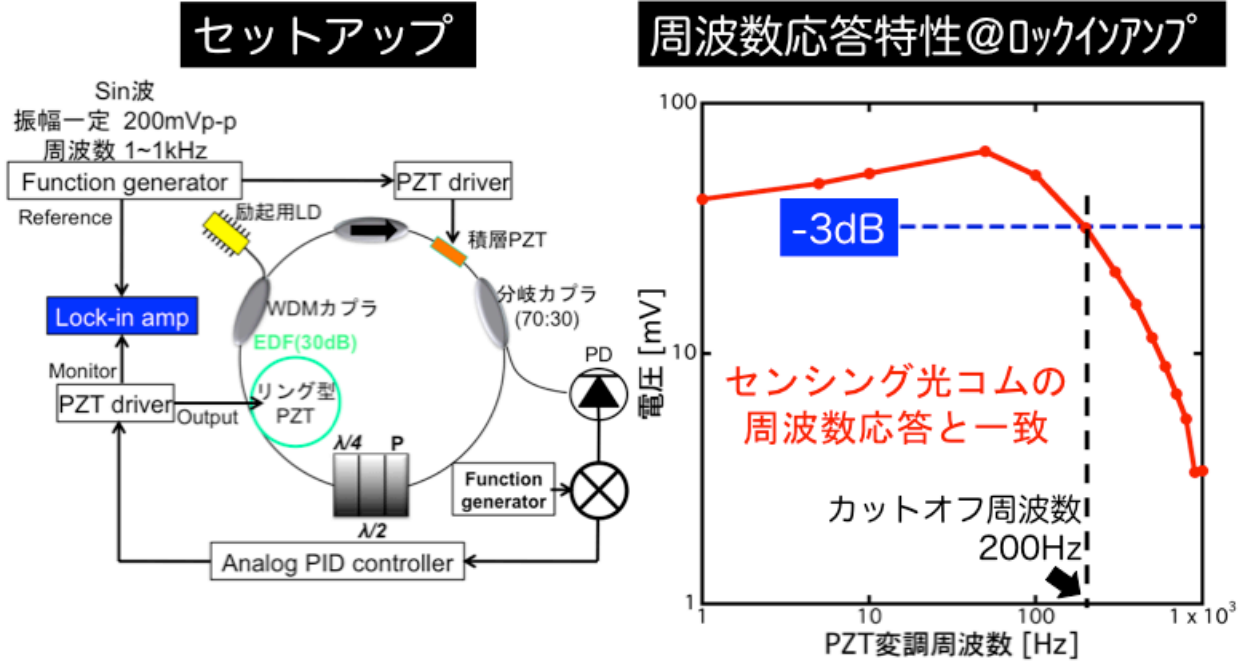 セットアップ
周波数応答特性@ロックインアンプ
Sin波
振幅一定 200mVp-p
周波数 1~1kHz
Function generator
PZT driver
Reference
励起用LD
積層PZT
Lock-in amp
WDMカプラ
分岐カプラ
(70:30)
EDF(30dB)
Monitor
PD
PZT driver
Output
リング型
PZT
λ/4
P
λ/2
Function
generator
Analog PID controller
100
10
1
電圧 [mV]
-3dB
センシング光コムの
周波数応答と一致
カットオフ周波数
200Hz
1
10
100
1 x 10³
PZT変調周波数 [Hz]